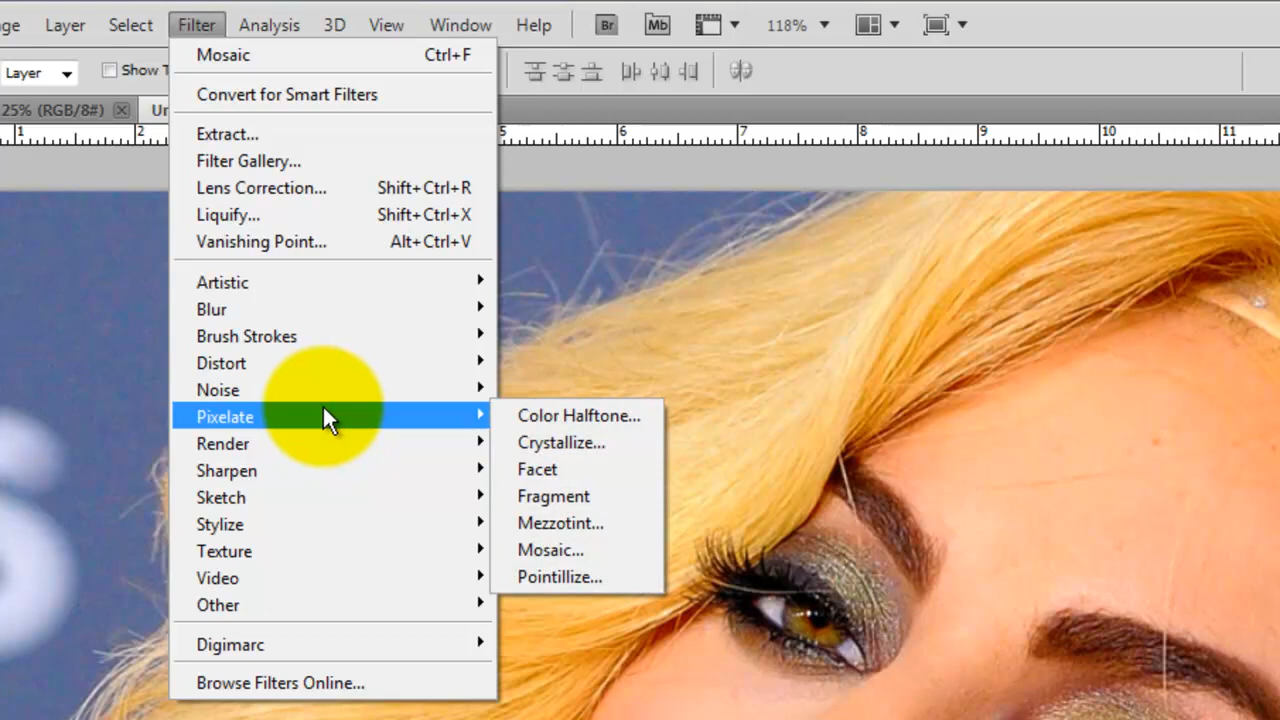 ge Layer Select Filter Analysis 3D View Window Help Br Mb 118%
Layer Show T
25% (RGB/8#) Un
1 2 5 6 7 8 9 10 11
Mosaic Ctrl+F
Convert for Smart Filters
Extract...
Filter Gallery...
Lens Correction... Shift+Ctrl+R
Liquify... Shift+Ctrl+X
Vanishing Point... Alt+Ctrl+V
Artistic
Blur
Brush Strokes
Distort
Noise
Pixelate
Render
Sharpen
Sketch
Stylize
Texture
Video
Other
Digimarc
Browse Filters Online...
Color Halftone...
Crystallize...
Facet
Fragment
Mezzotint...
Mosaic...
Pointillize...